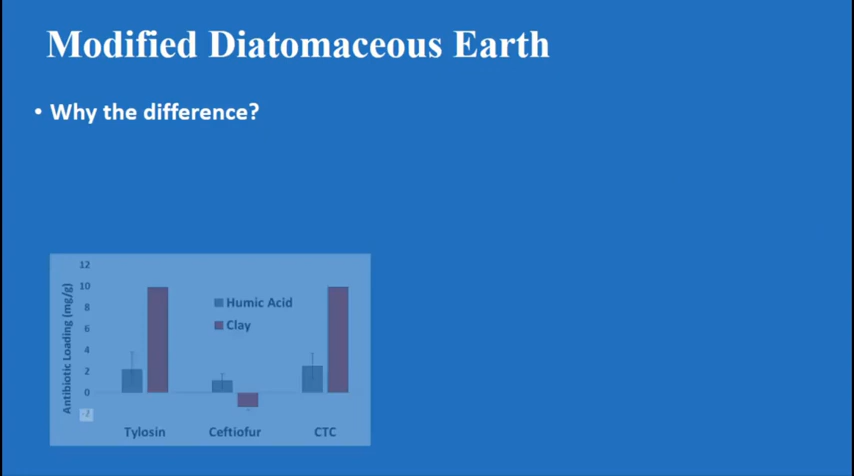 Modified Diatomaceous Earth
• Why the difference?
12
10
8
6
4
2
0
-2
Antibiotic Loading (mg/g)
Humic Acid
Clay
Tylosin
Ceftiofur
CTC